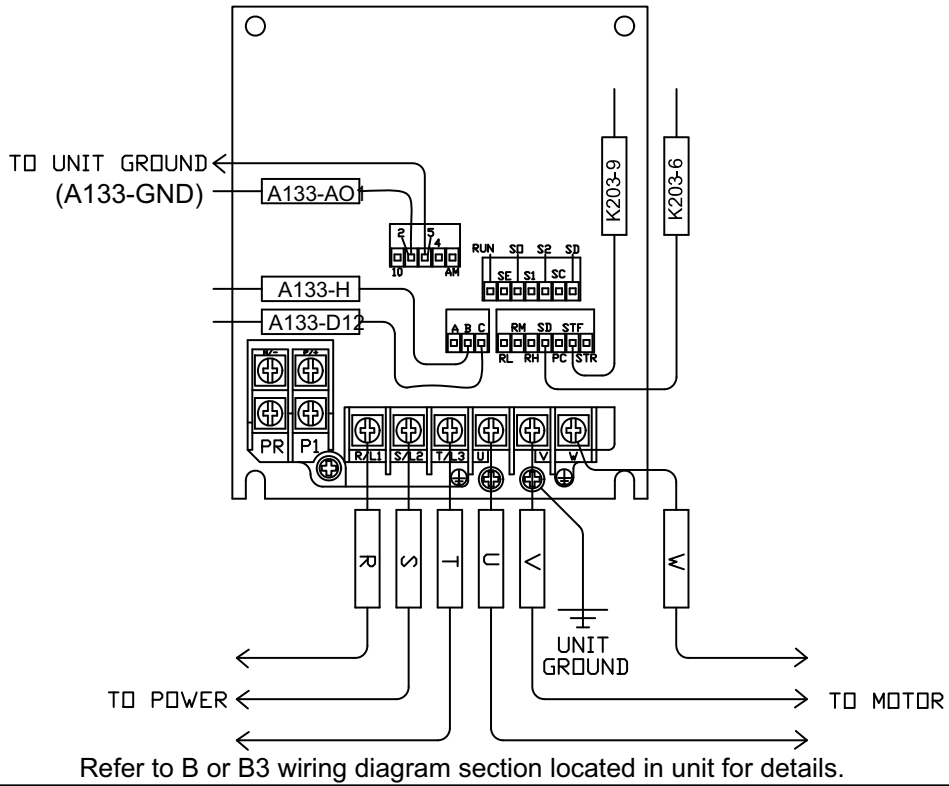 TO UNIT GROUND
(A133-GND)
A133-AO1
K203-9
K203-6
2 5
4
10 AM
RUN S0 S2 SD
SE S1 SC
A133-H
A133-D12
A B C
RM SD STF
RL RH PC STR
N/- P/+
PR P1
R/L1 S/L2 T/L3 U V W
R S T U V W
UNIT
GROUND
TO POWER
TO MOTOR
Refer to B or B3 wiring diagram section located in unit for details.